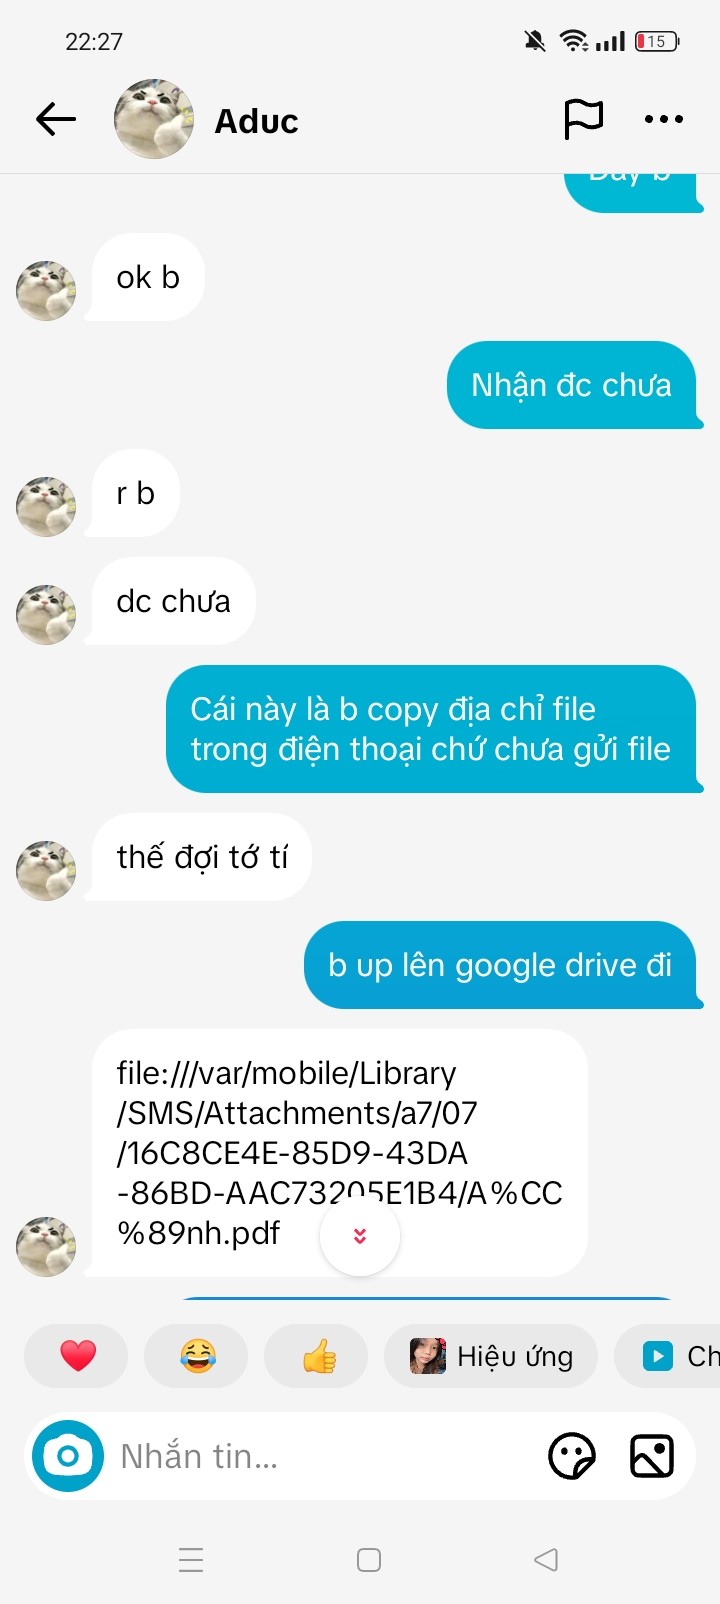 22:27
15
Aduc
Đây b
ok b
Nhận đc chưa
r b
dc chưa
Cái này là b copy địa chỉ file
trong điện thoại chứ chưa gửi file
thế đợi tớ tí
b up lên google drive đi
file:///var/mobile/Library
/SMS/Attachments/a7/07
/16C8CE4E-85D9-43DA
-86BD-AAC73205E1B4/A%CC
%89nh.pdf
Hiệu ứng
Ch
Nhắn tin...